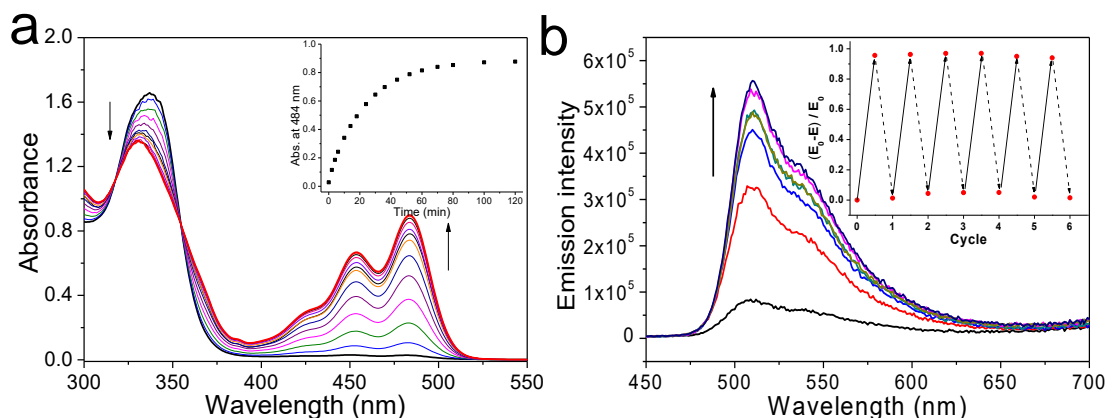 a
2.0
1.6
1.2
0.8
0.4
0.0
Absorbance
300 350 400 450 500 550
Wavelength (nm)
1.0
0.8
0.6
0.4
0.2
0.0
Abs. at 484 nm
0 20 40 60 80 100 120
Time (min)
b
6x10⁵
5x10⁵
4x10⁵
3x10⁵
2x10⁵
1x10⁵
0
Emission intensity
450 500 550 600 650 700
Wavelength (nm)
1.0
0.8
0.6
0.4
0.2
0.0
(E₀-E) / E₀
0 1 2 3 4 5 6
Cycle